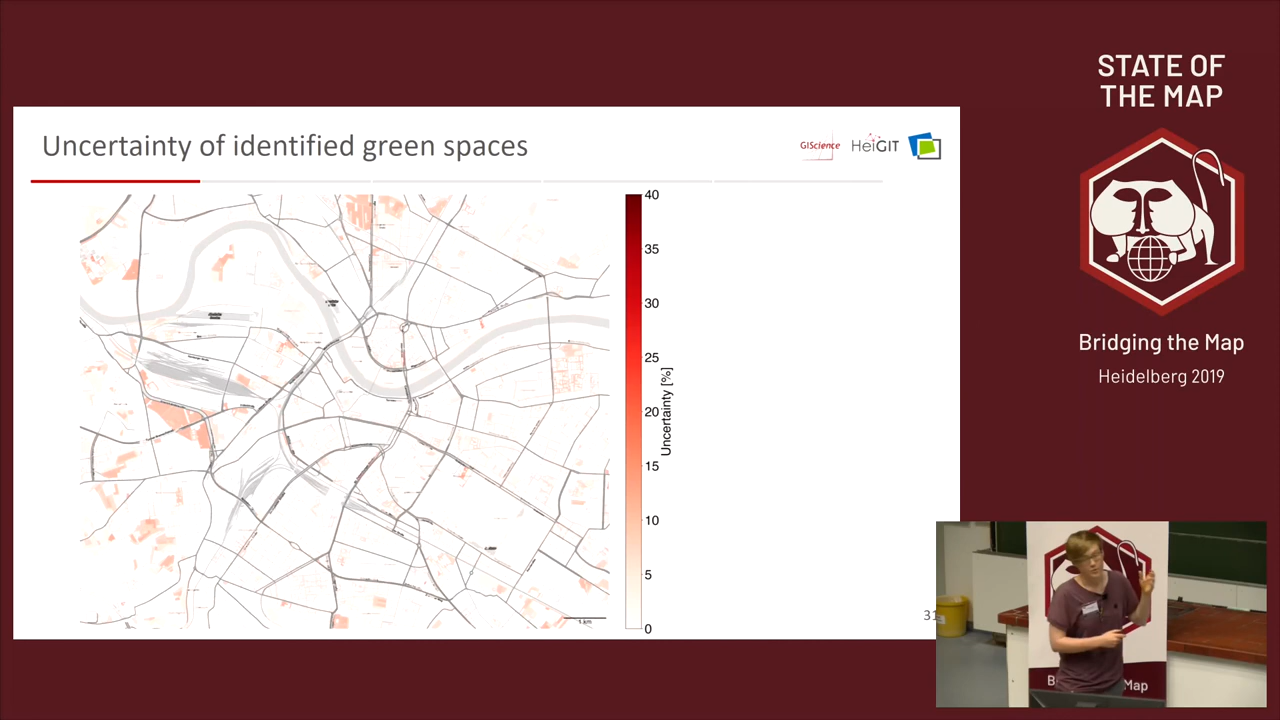 Uncertainty of identified green spaces
GIScience
HeiGIT
40
35
30
25
20
15
10
5
0
Uncertainty [%]
1 km
31
STATE OF
THE MAP
Bridging the Map
Heidelberg 2019
B
Map